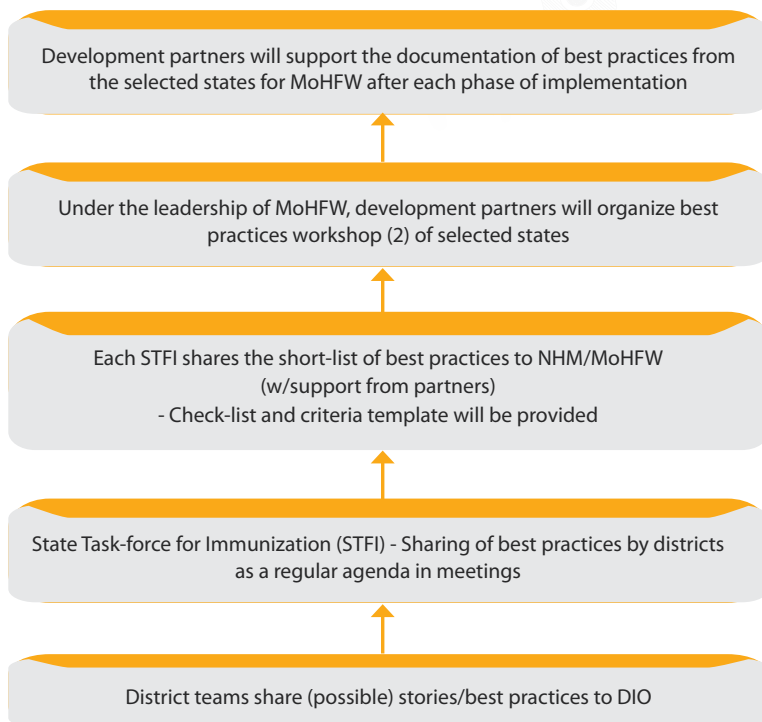 Development partners will support the documentation of best practices from
the selected states for MoHFW after each phase of implementation
Under the leadership of MoHFW, development partners will organize best
practices workshop (2) of selected states
Each STFI shares the short-list of best practices to NHM/MoHFW
(w/support from partners)
- Check-list and criteria template will be provided
State Task-force for Immunization (STFI) - Sharing of best practices by districts
as a regular agenda in meetings
District teams share (possible) stories/best practices to DIO